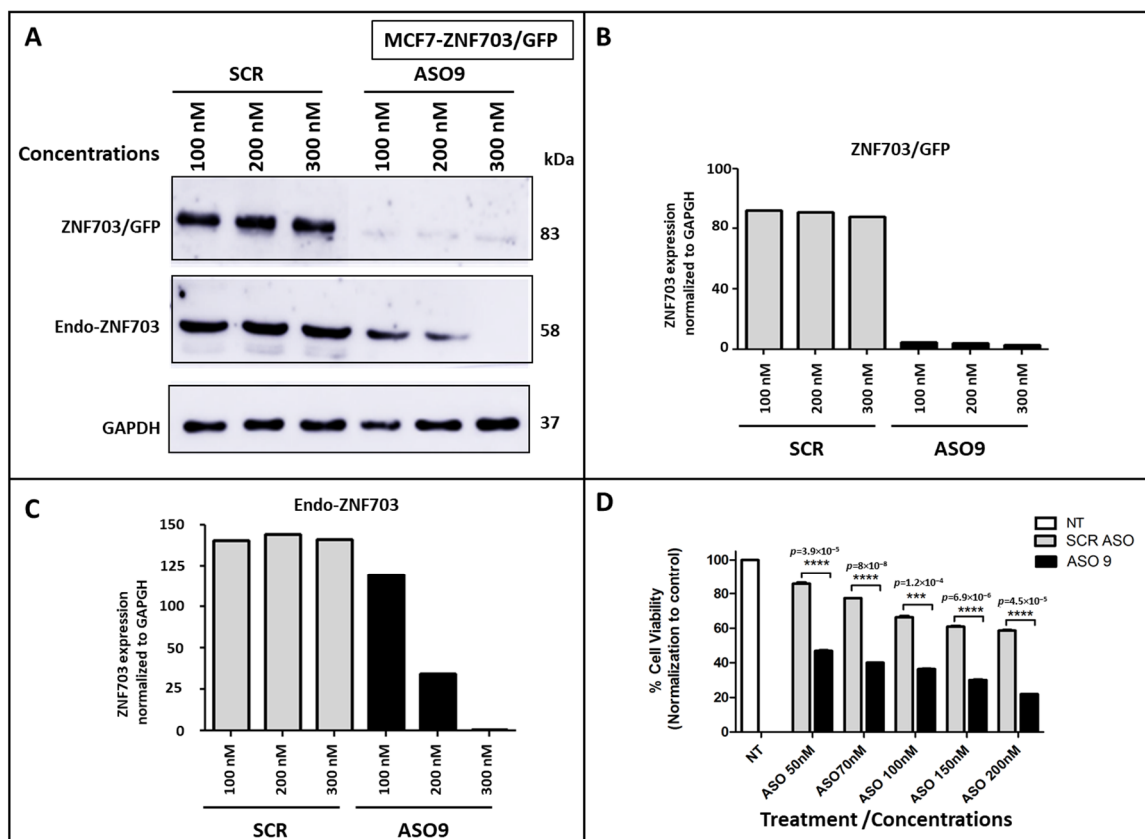 A
MCF7-ZNF703/GFP
SCR ASO9
Concentrations
100 nM
200 nM
300 nM
100 nM
200 nM
300 nM
kDa
ZNF703/GFP
83
Endo-ZNF703
58
GAPDH
37
B
ZNF703/GFP
ZNF703 expression
normalized to GAPGH
100
80
40
0
100 nM
200 nM
300 nM
100 nM
200 nM
300 nM
SCR ASO9
C
Endo-ZNF703
ZNF703 expression
normalized to GAPGH
150
125
75
50
25
0
100 nM
200 nM
300 nM
100 nM
200 nM
300 nM
SCR ASO9
D
NT
SCR ASO
ASO 9
% Cell Viability
(Normalization to control)
100
80
60
40
20
0
p=3.9×10⁻⁵
****
p=8×10⁻⁸
****
p=1.2×10⁻⁴
***
p=6.9×10⁻⁶
****
p=4.5×10⁻⁵
****
NT
ASO 50nM
ASO70nM
ASO 100nM
ASO 150nM
ASO 200nM
Treatment /Concentrations